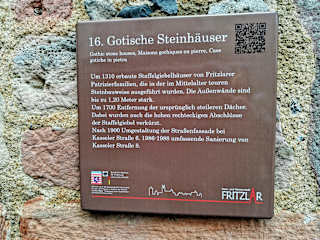 16. Gotische Steinhäuser
Gothic stone houses, Maisons gothiques en pierre, Case
gotiche in pietra
Um 1310 erbaute Staffelgiebelhäuser von Fritzlarer
Patrizierfamilien, die in der im Mittelalter teuren
Steinbauweise ausgeführt wurden. Die Außenwände sind
bis zu 1,20 Meter stark.
Um 1700 Entfernung der ursprünglich steileren Dächer.
Dabei wurden auch die hohen rechteckigen Abschlüsse
der Staffelgiebel verkürzt.
Nach 1900 Umgestaltung der Straßenfassade bei
Kasseler Straße 6, 1986-1988 umfassende Sanierung von
Kasseler Straße 8.
FRITZLAR